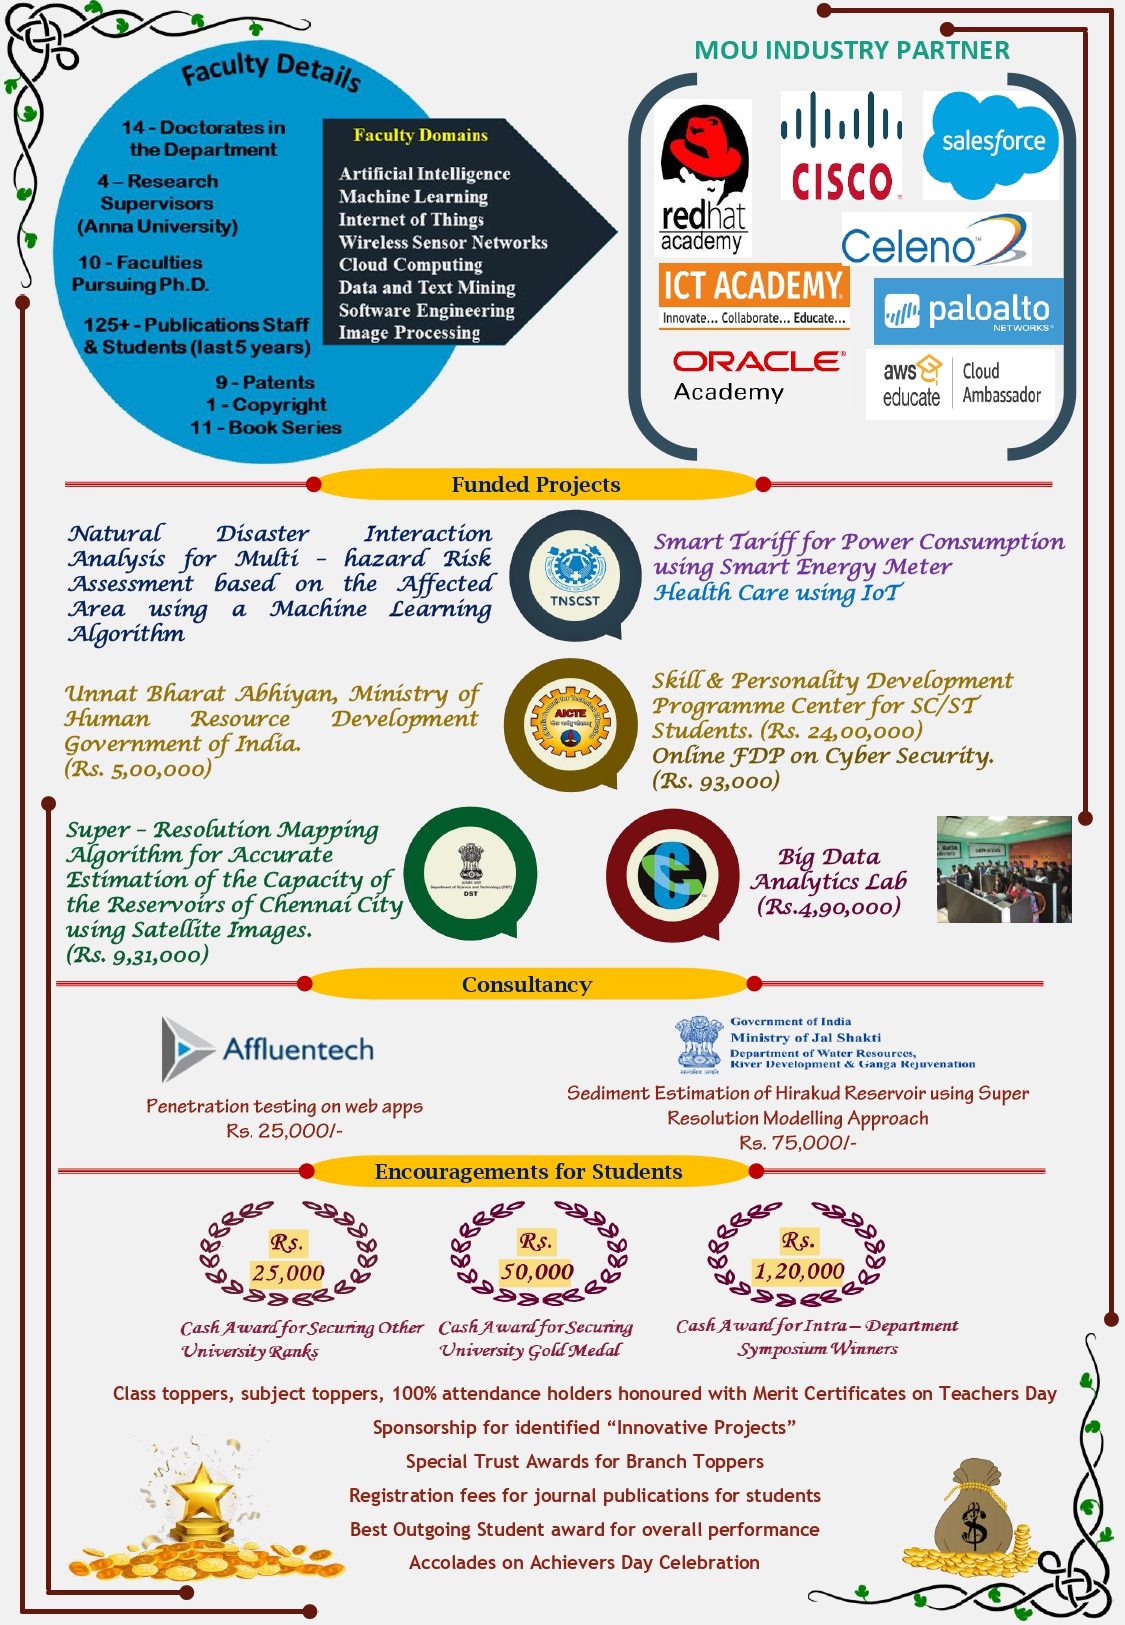 Faculty Details
14 - Doctorates in
the Department
4 – Research
Supervisors
(Anna University)
10 - Faculties
Pursuing Ph.D.
125+ - Publications Staff
& Students (last 5 years)
9 - Patents
1 - Copyright
11 - Book Series
Faculty Domains
Artificial Intelligence
Machine Learning
Internet of Things
Wireless Sensor Networks
Cloud Computing
Data and Text Mining
Software Engineering
Image Processing
MOU INDUSTRY PARTNER
redhat
academy
CISCO
salesforce
Celeno
ICT ACADEMY
Innovate... Collaborate... Educate...
paloalto
NETWORKS
ORACLE
Academy
aws
educate
Cloud
Ambassador
Funded Projects
Natural Disaster Interaction
Analysis for Multi – hazard Risk
Assessment based on the Affected
Area using a Machine Learning
Algorithm
TNSCST
Smart Tariff for Power Consumption
using Smart Energy Meter
Health Care using IoT
Unnat Bharat Abhiyan, Ministry of
Human Resource Development
Government of India.
(Rs. 5,00,000)
AICTE
Skill & Personality Development
Programme Center for SC/ST
Students. (Rs. 24,00,000)
Online FDP on Cyber Security.
(Rs. 93,000)
Super – Resolution Mapping
Algorithm for Accurate
Estimation of the Capacity of
the Reservoirs of Chennai City
using Satellite Images.
(Rs. 9,31,000)
Department of Science and Technology (DST)
DST
Big Data
Analytics Lab
(Rs.4,90,000)
Consultancy
Affluentech
Penetration testing on web apps
Rs. 25,000/-
Government of India
Ministry of Jal Shakti
Department of Water Resources,
River Development & Ganga Rejuvenation
सत्यमेव जयते
Sediment Estimation of Hirakud Reservoir using Super
Resolution Modelling Approach
Rs. 75,000/-
Encouragements for Students
Rs.
25,000
Cash Award for Securing Other
University Ranks
Rs.
50,000
Cash Award for Securing
University Gold Medal
Rs.
1,20,000
Cash Award for Intra – Department
Symposium Winners
Class toppers, subject toppers, 100% attendance holders honoured with Merit Certificates on Teachers Day
Sponsorship for identified “Innovative Projects”
Special Trust Awards for Branch Toppers
Registration fees for journal publications for students
Best Outgoing Student award for overall performance
Accolades on Achievers Day Celebration
$